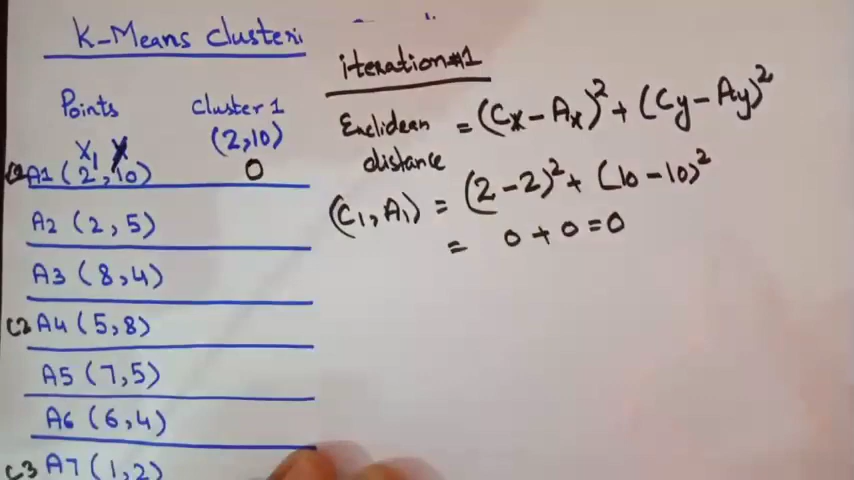 K-Means clusteri
iteration#1
Points Cluster 1
(2,10)
x, y
C1 A1 (2, 10) 0
A2 (2, 5)
A3 (8, 4)
C2 A4 (5, 8)
A5 (7, 5)
A6 (6, 4)
C3 A7 (1, 2)
Euclidean distance = (Cx - Ax)² + (Cy - Ay)²
(C1, A1) = (2 - 2)² + (10 - 10)²
= 0 + 0 = 0